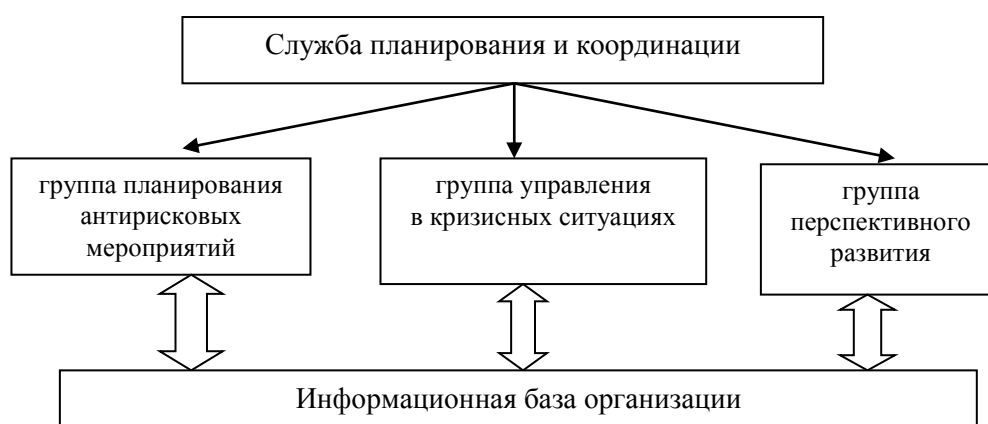 Служба планирования и координации
группа планирования
антирисковых
мероприятий
группа управления
в кризисных ситуациях
группа
перспективного
развития
Информационная база организации